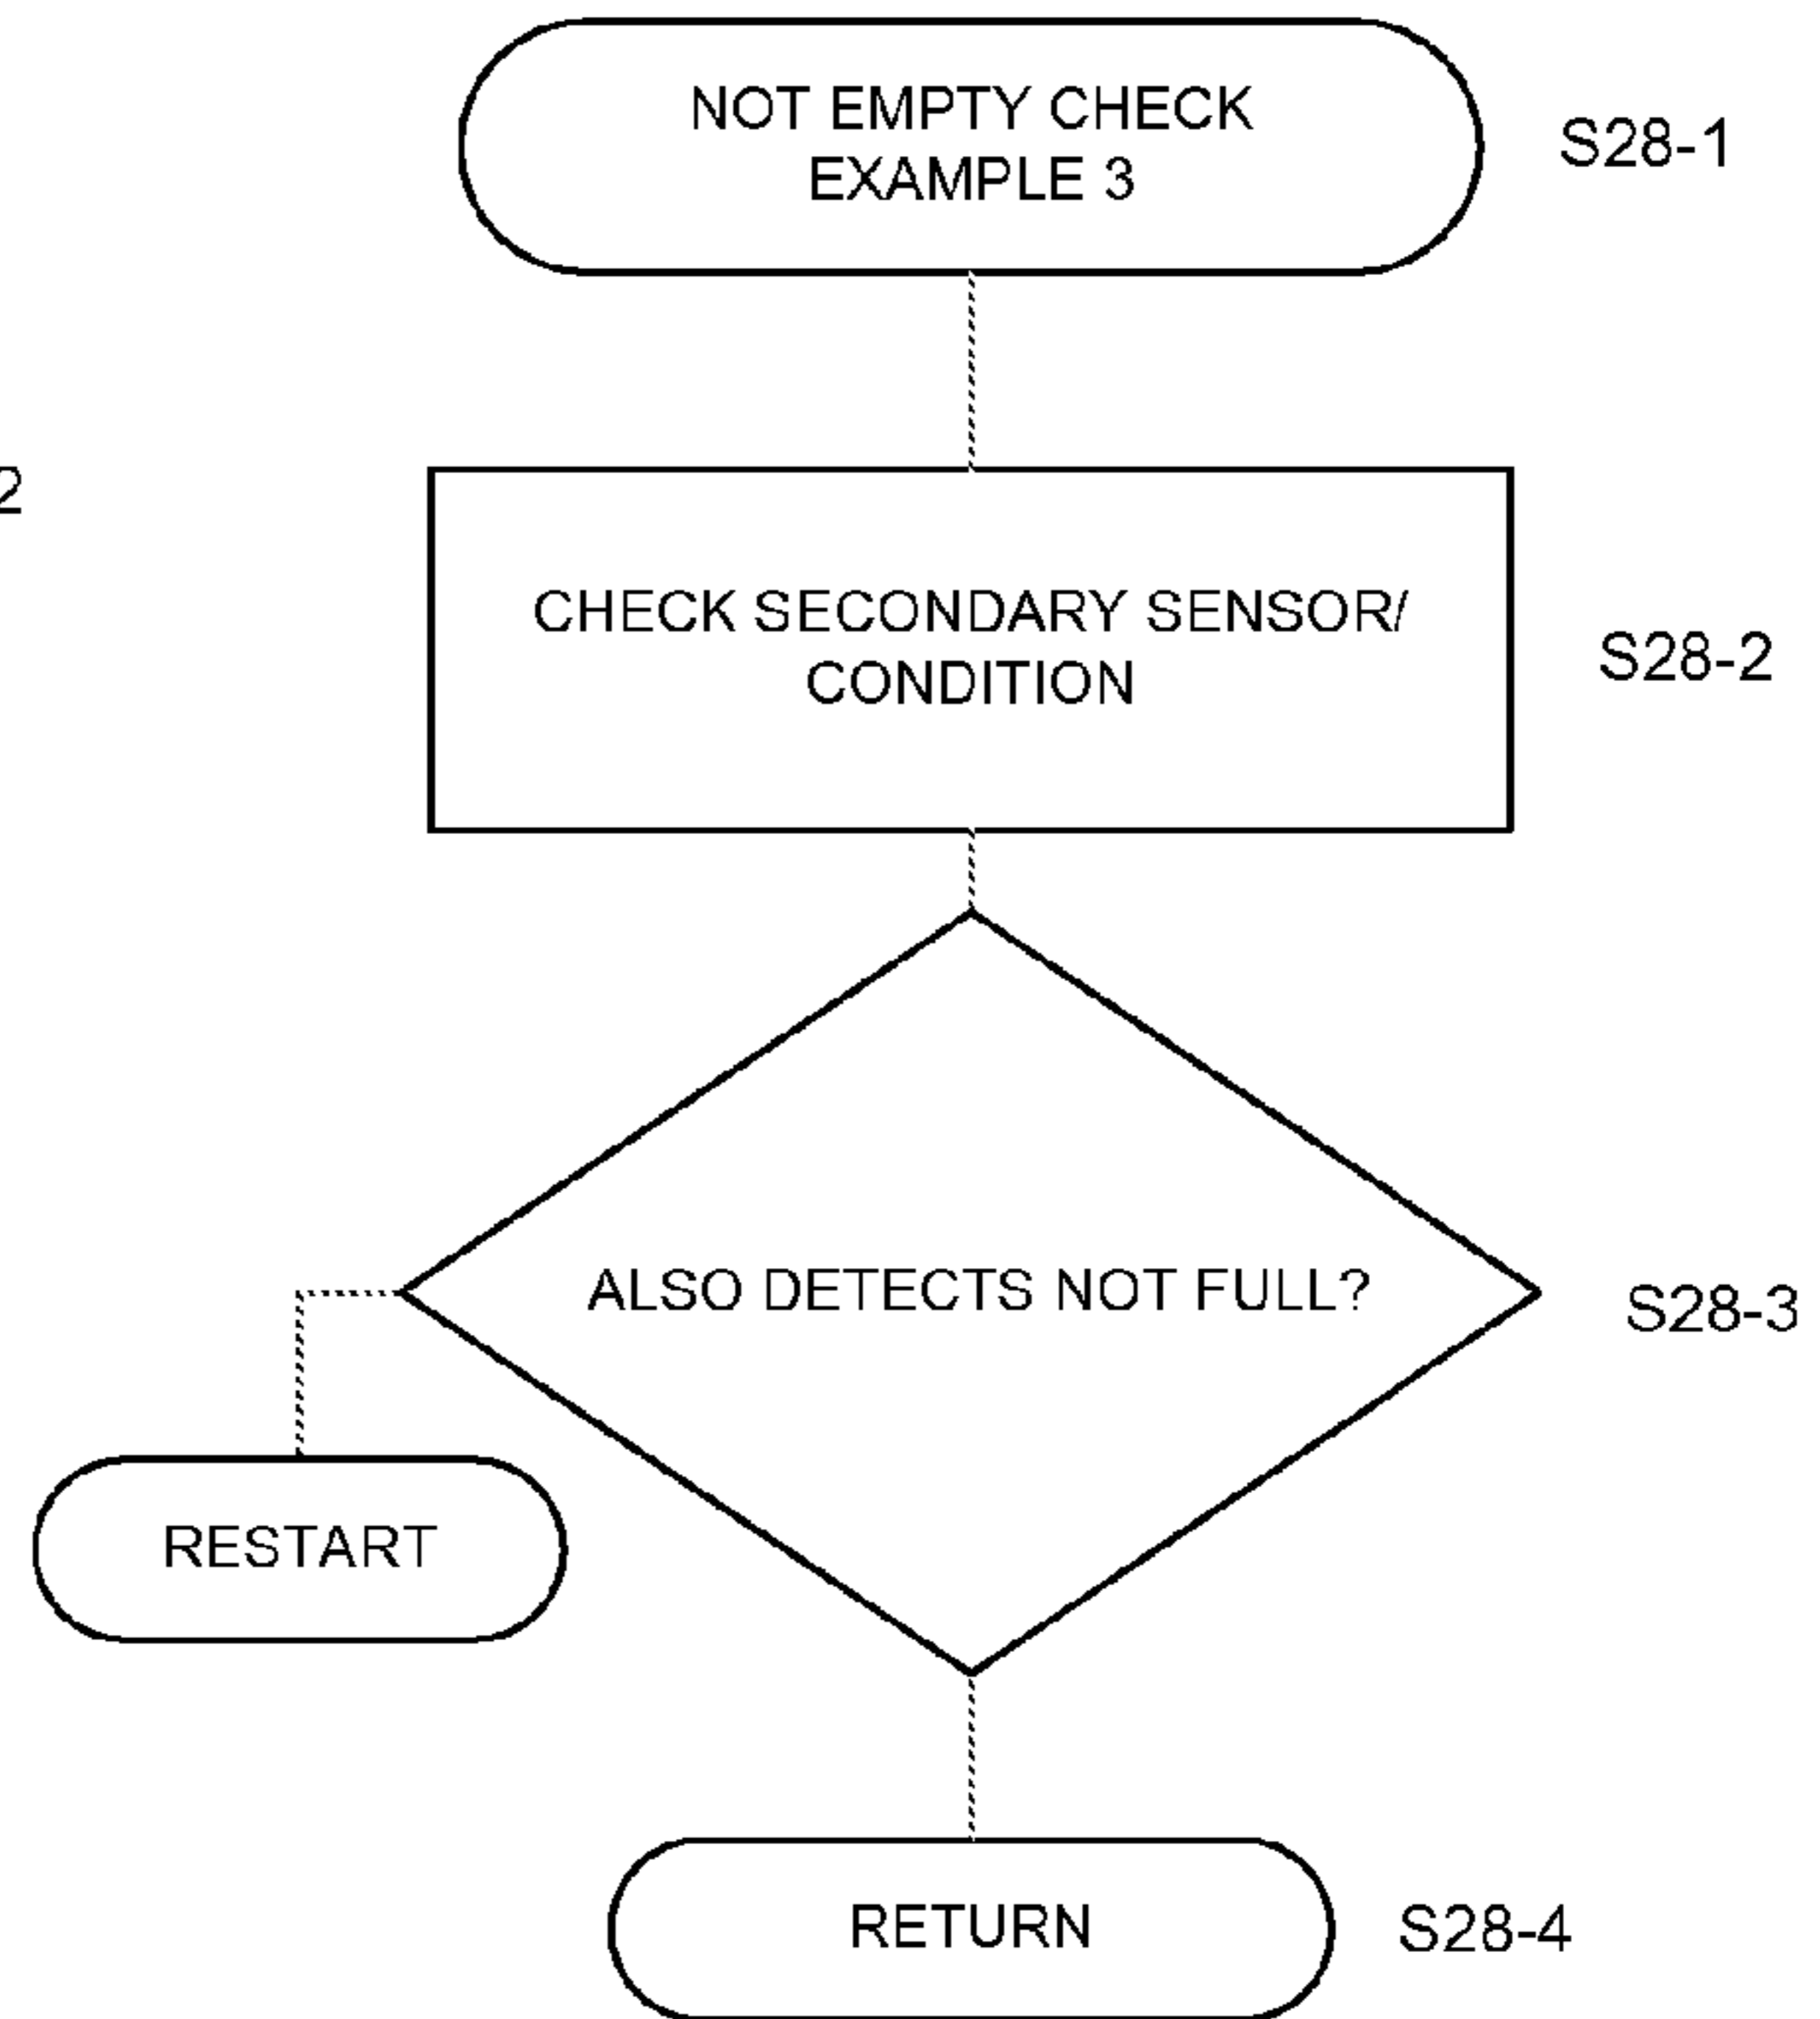 NOT EMPTY CHECK
EXAMPLE 3
S28-1
2
CHECK SECONDARY SENSOR/
CONDITION
S28-2
ALSO DETECTS NOT FULL?
S28-3
RESTART
RETURN
S28-4